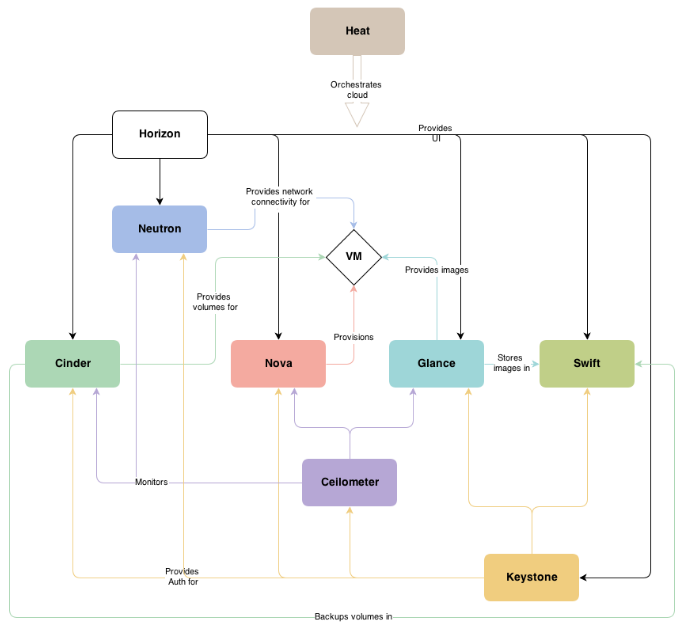 Heat
Orchestrates
cloud
Horizon
Provides
UI
Provides network
connectivity for
Neutron
VM
Provides images
Provides
volumes for
Provisions
Cinder
Nova
Glance
Stores
images in
Swift
Monitors
Ceilometer
Provides
Auth for
Keystone
Backups volumes in